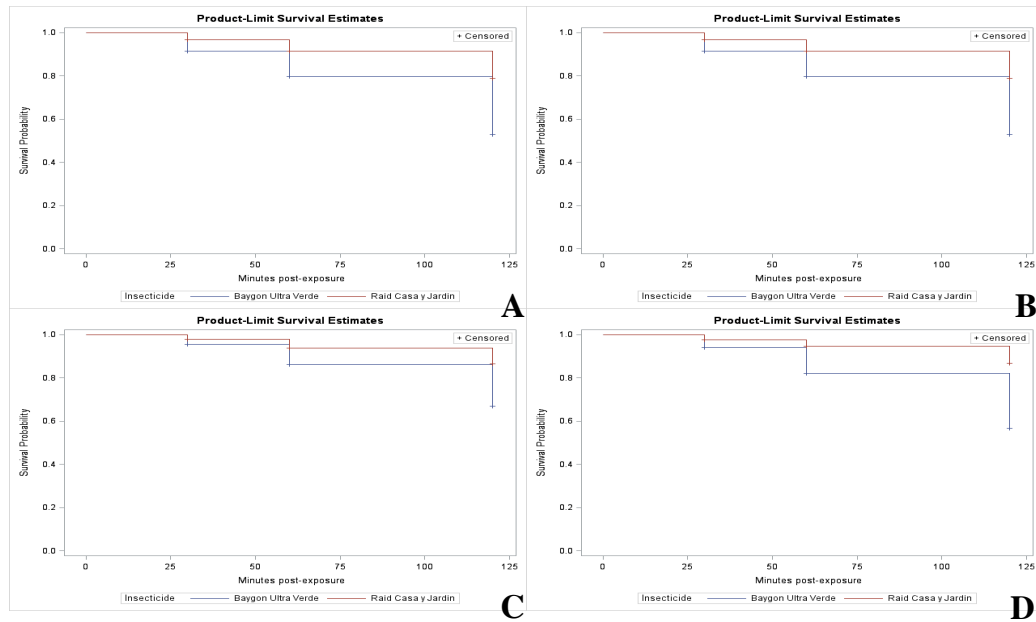 Product-Limit Survival Estimates
+ Censored
1.0
0.8
0.6
0.4
0.2
0.0
Survival Probability
0 25 50 75 100 125
Minutes post-exposure
Insecticide Baygon Ultra Verde Raid Casa y Jardin
A
Product-Limit Survival Estimates
+ Censored
1.0
0.8
0.6
0.4
0.2
0.0
Survival Probability
0 25 50 75 100 125
Minutes post-exposure
Insecticide Baygon Ultra Verde Raid Casa y Jardin
B
Product-Limit Survival Estimates
+ Censored
1.0
0.8
0.6
0.4
0.2
0.0
Survival Probability
0 25 50 75 100 125
Minutes post-exposure
Insecticide Baygon Ultra Verde Raid Casa y Jardin
C
Product-Limit Survival Estimates
+ Censored
1.0
0.8
0.6
0.4
0.2
0.0
Survival Probability
0 25 50 75 100 125
Minutes post-exposure
Insecticide Baygon Ultra Verde Raid Casa y Jardin
D